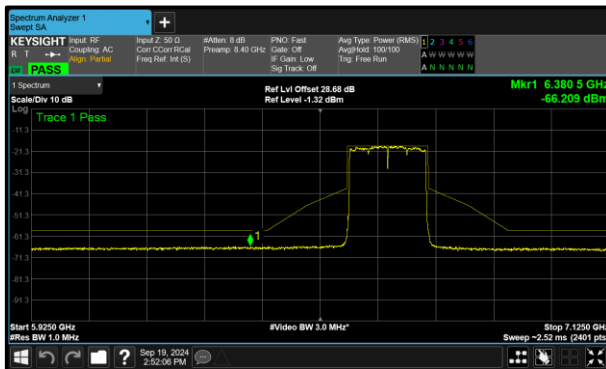 Spectrum Analyzer 1
Swept SA
+
KEYSIGHT Input: RF Input Z: 50 Ω #Atten: 8 dB PNO: Fast Avg Type: Power (RMS) 1 2 3 4 5 6
R T Coupling: AC Corr CCorr RCal Preamp: 8.40 GHz Gate: Off Avg|Hold: 100/100 A W W W W W
Align: Partial Freq Ref: Int (S) IF Gain: Low Trig: Free Run
PASS Sig Track: Off A N N N N N
1 Spectrum Ref Lvl Offset 28.68 dB Mkr1 6.380 5 GHz
Scale/Div 10 dB Ref Level -1.32 dBm -66.209 dBm
Log
Trace 1 Pass
-11.3
-21.3
-31.3
-41.3
-51.3
-61.3
1
-71.3
-81.3
-91.3
Start 5.9250 GHz #Video BW 3.0 MHz* Stop 7.1250 GHz
#Res BW 1.0 MHz Sweep ~2.52 ms (2401 pts)
? Sep 19, 2024
2:52:06 PM